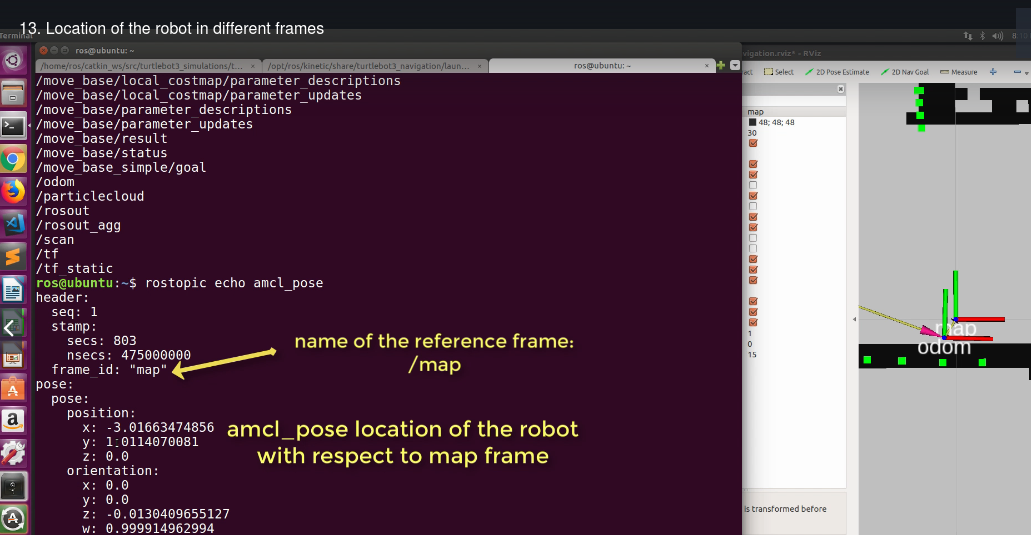 13. Location of the robot in different frames
Terminal
ros@ubuntu: ~
/home/ros/catkin_ws/src/turtlebot3_simulations/t... ×
/opt/ros/kinetic/share/turtlebot3_navigation/laun... ×
ros@ubuntu: ~ ×
/move_base/local_costmap/parameter_descriptions
/move_base/local_costmap/parameter_updates
/move_base/parameter_descriptions
/move_base/parameter_updates
/move_base/result
/move_base/status
/move_base_simple/goal
/odom
/particlecloud
/rosout
/rosout_agg
/scan
/tf
/tf_static
ros@ubuntu:~$ rostopic echo amcl_pose
header:
seq: 1
stamp:
secs: 803
nsecs: 475000000
frame_id: "map"
pose:
pose:
position:
x: -3.01663474856
y: 1.0114070081
z: 0.0
orientation:
x: 0.0
y: 0.0
z: -0.0130409655127
w: 0.999914962994
name of the reference frame:
/map
amcl_pose location of the robot
with respect to map frame
vigation.rviz* - RViz
ract
Select
2D Pose Estimate
2D Nav Goal
Measure
map
48; 48; 48
30
1
0
15
is transformed before
map
odom